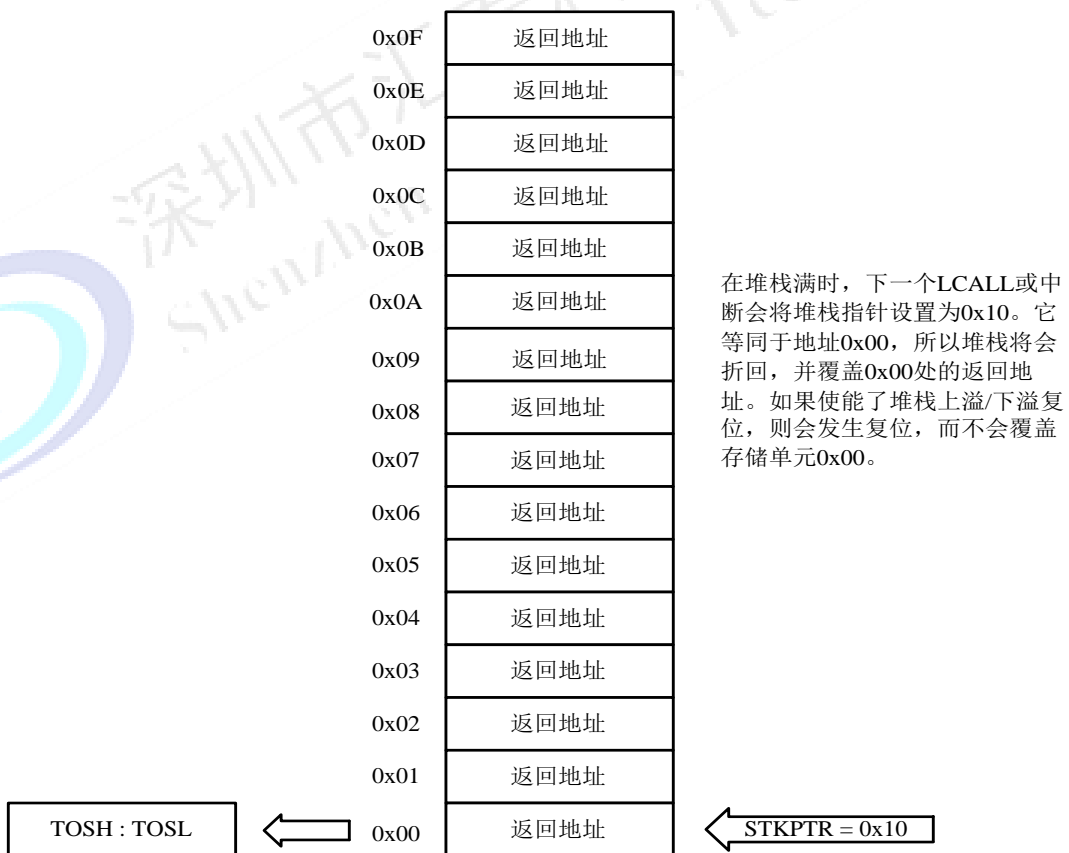 深圳市汇
Shenzhen
0x0F 返回地址
0x0E 返回地址
0x0D 返回地址
0x0C 返回地址
0x0B 返回地址
0x0A 返回地址
0x09 返回地址
0x08 返回地址
0x07 返回地址
0x06 返回地址
0x05 返回地址
0x04 返回地址
0x03 返回地址
0x02 返回地址
0x01 返回地址
TOSH : TOSL 0x00 返回地址 STKPTR = 0x10
在堆栈满时，下一个LCALL或中
断会将堆栈指针设置为0x10。它
等同于地址0x00，所以堆栈将会
折回，并覆盖0x00处的返回地
址。如果使能了堆栈上溢/下溢复
位，则会发生复位，而不会覆盖
存储单元0x00。